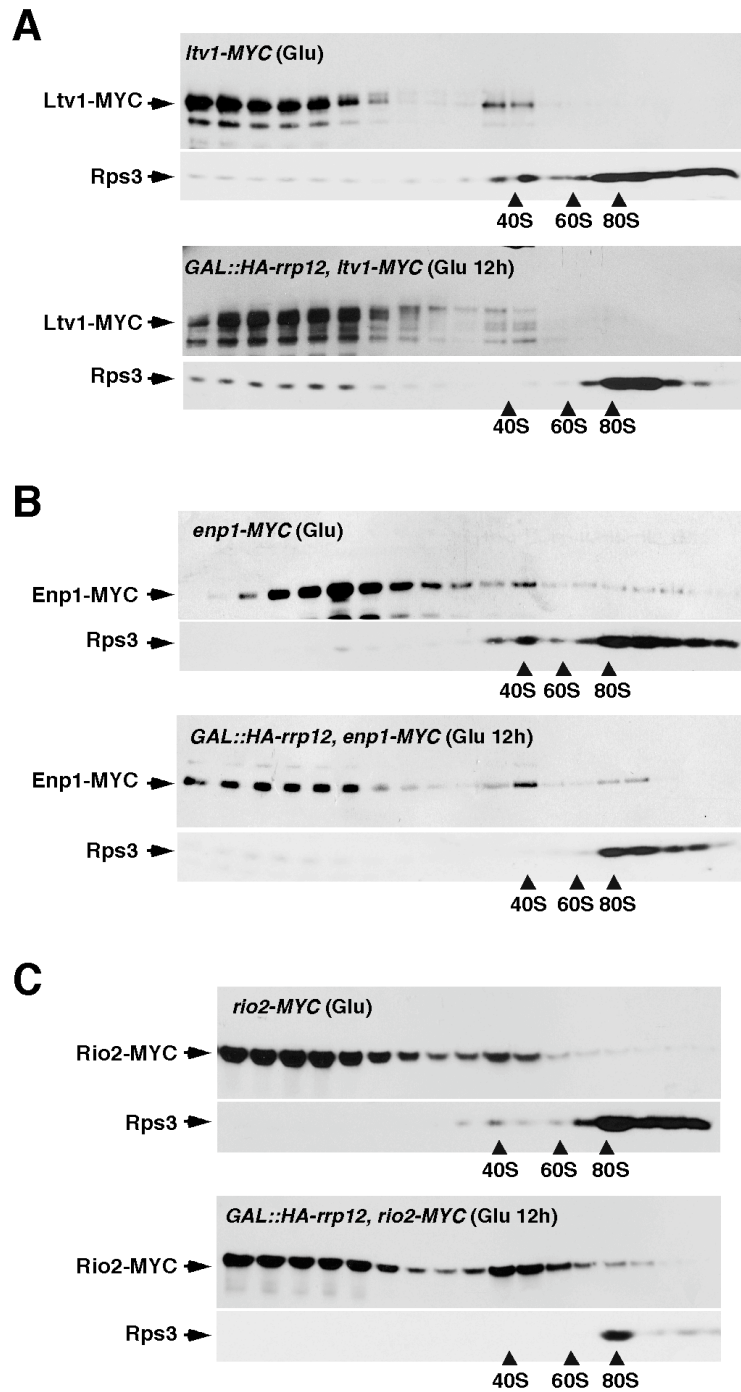 A
ltv1-MYC (Glu)
Ltv1-MYC
Rps3
40S 60S 80S
GAL::HA-rrp12, ltv1-MYC (Glu 12h)
Ltv1-MYC
Rps3
40S 60S 80S
B
enp1-MYC (Glu)
Enp1-MYC
Rps3
40S 60S 80S
GAL::HA-rrp12, enp1-MYC (Glu 12h)
Enp1-MYC
Rps3
40S 60S 80S
C
rio2-MYC (Glu)
Rio2-MYC
Rps3
40S 60S 80S
GAL::HA-rrp12, rio2-MYC (Glu 12h)
Rio2-MYC
Rps3
40S 60S 80S